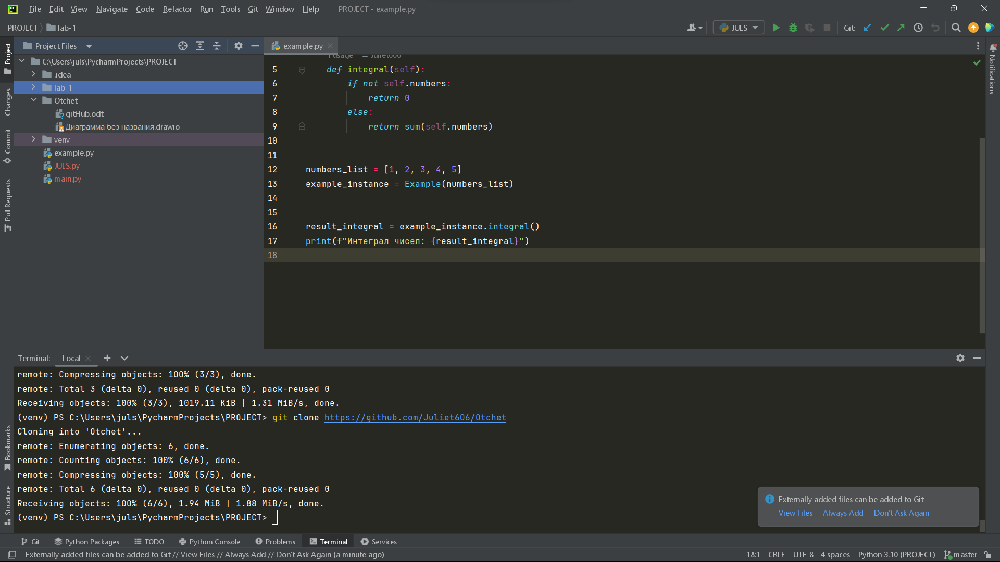 File Edit View Navigate Code Refactor Run Tools Git Window Help PROJECT - example.py
PROJECT lab-1
JULS
Git:
Project Files
example.py
C:\Users\juls\PycharmProjects\PROJECT
.idea
lab-1
Otchet
gitHub.odt
Диаграмма без названия.drawio
venv
example.py
JULS.py
main.py
Project
Changes
Commit
Pull Requests
Bookmarks
Structure
Notifications
1 usage Juliet606
5 def integral(self):
6 if not self.numbers:
7 return 0
8 else:
9 return sum(self.numbers)
10
11
12 numbers_list = [1, 2, 3, 4, 5]
13 example_instance = Example(numbers_list)
14
15
16 result_integral = example_instance.integral()
17 print(f"Интеграл чисел: {result_integral}")
18
Terminal: Local
remote: Compressing objects: 100% (3/3), done.
remote: Total 3 (delta 0), reused 0 (delta 0), pack-reused 0
Receiving objects: 100% (3/3), 1019.11 KiB | 1.31 MiB/s, done.
(venv) PS C:\Users\juls\PycharmProjects\PROJECT> git clone https://github.com/Juliet606/Otchet
Cloning into 'Otchet'...
remote: Enumerating objects: 6, done.
remote: Counting objects: 100% (6/6), done.
remote: Compressing objects: 100% (5/5), done.
remote: Total 6 (delta 0), reused 0 (delta 0), pack-reused 0
Receiving objects: 100% (6/6), 1.94 MiB | 1.88 MiB/s, done.
(venv) PS C:\Users\juls\PycharmProjects\PROJECT>
Externally added files can be added to Git
View Files Always Add Don't Ask Again
Git Python Packages TODO Python Console Problems Terminal Services
Externally added files can be added to Git // View Files // Always Add // Don't Ask Again (a minute ago)
18:1 CRLF UTF-8 4 spaces Python 3.10 (PROJECT) master